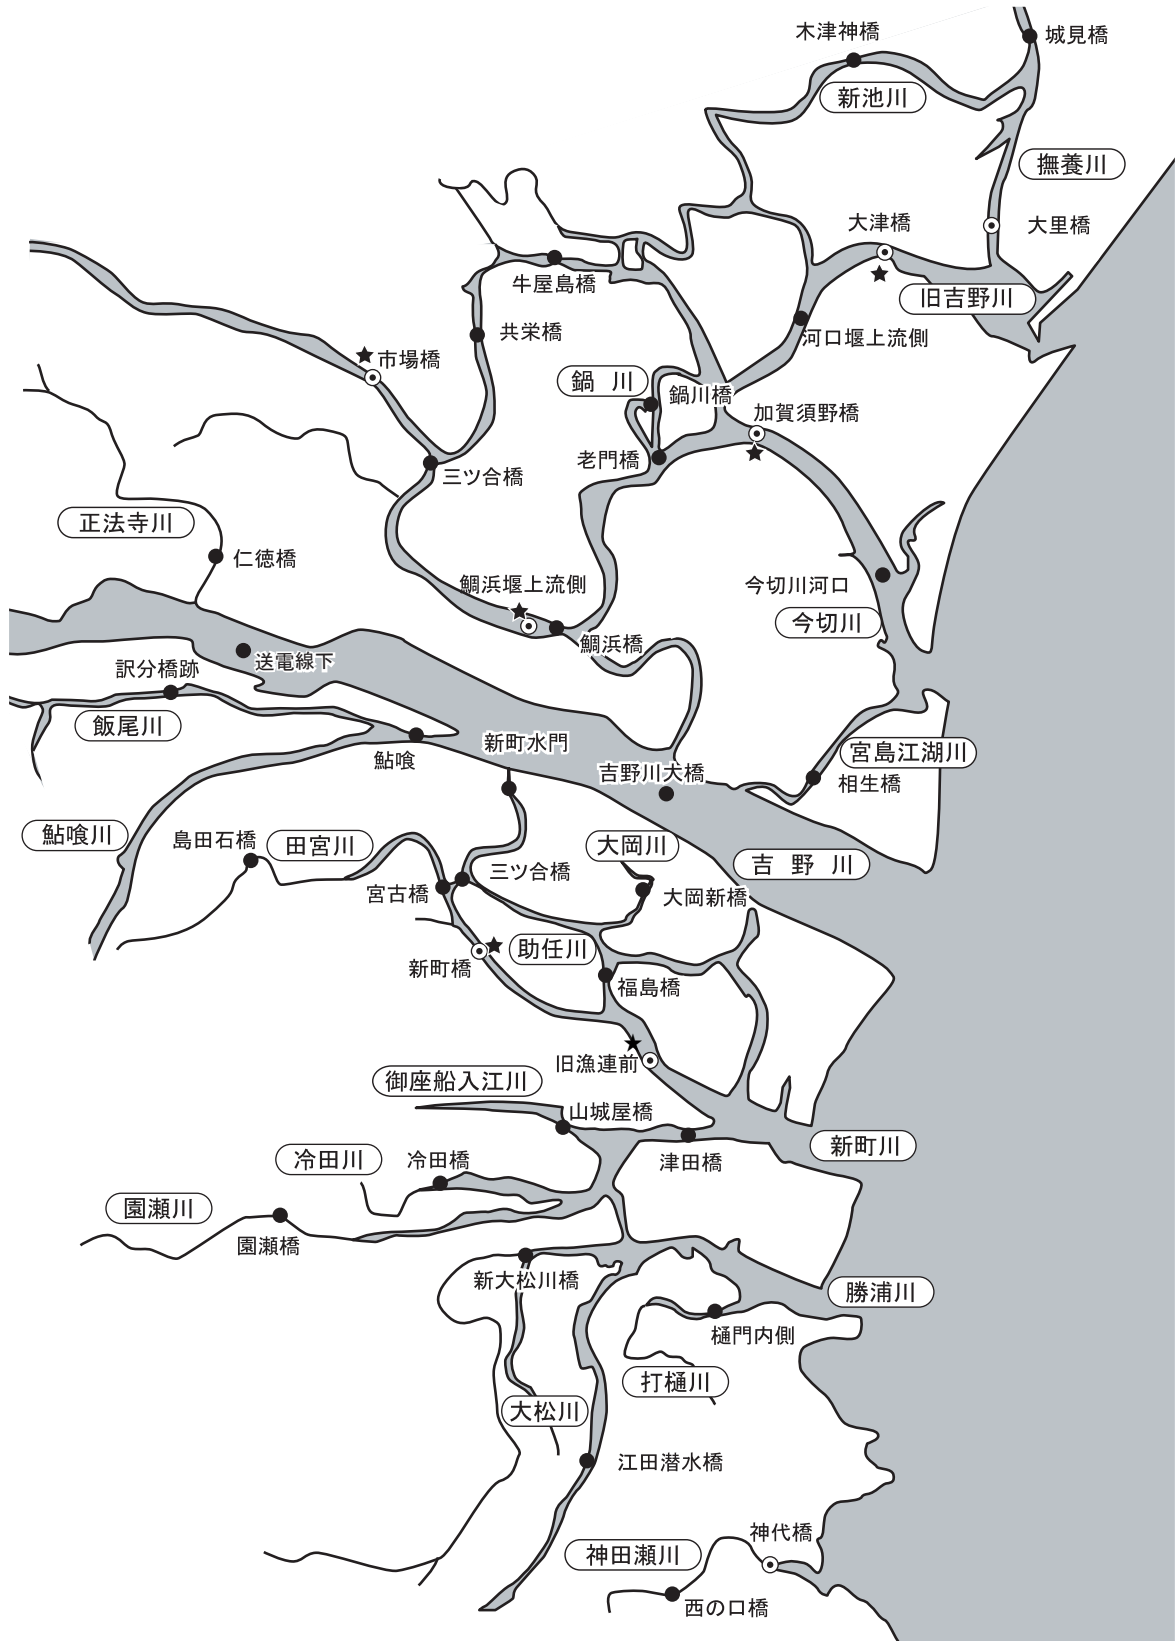 木津神橋
城見橋
新池川
撫養川
大津橋
大里橋
牛屋島橋
旧吉野川
共栄橋
河口堰上流側
市場橋
鍋 川
鍋川橋
加賀須野橋
老門橋
三ツ合橋
正法寺川
仁徳橋
鯛浜堰上流側
今切川河口
今切川
鯛浜橋
送電線下
訳分橋跡
飯尾川
新町水門
鮎喰
吉野川大橋
宮島江湖川
相生橋
鮎喰川
島田石橋
田宮川
大岡川
吉 野 川
三ツ合橋
宮古橋
大岡新橋
助任川
新町橋
福島橋
旧漁連前
御座船入江川
山城屋橋
新町川
冷田川
冷田橋
津田橋
園瀬川
園瀬橋
新大松川橋
勝浦川
樋門内側
打樋川
大松川
江田潜水橋
神代橋
神田瀬川
西の口橋